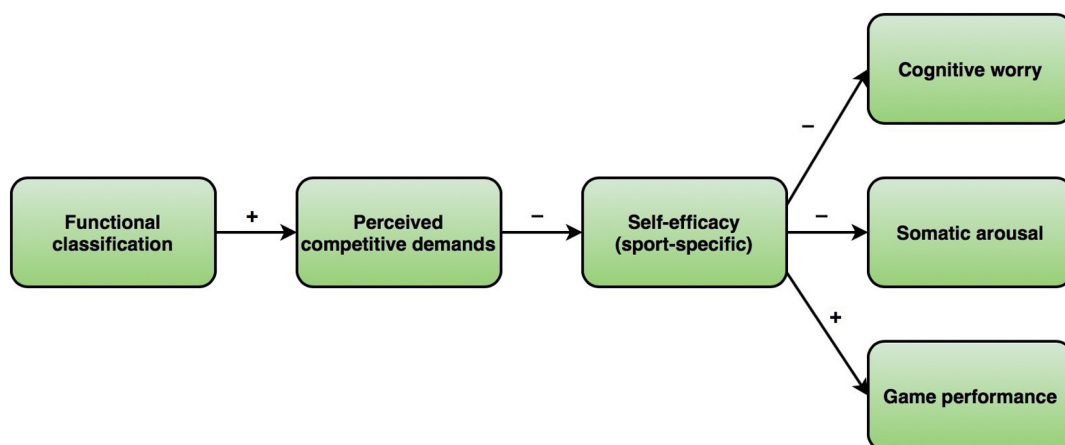 Cognitive worry
–
Functional
classification
+
Perceived
competitive demands
–
Self-efficacy
(sport-specific)
–
Somatic arousal
+
Game performance